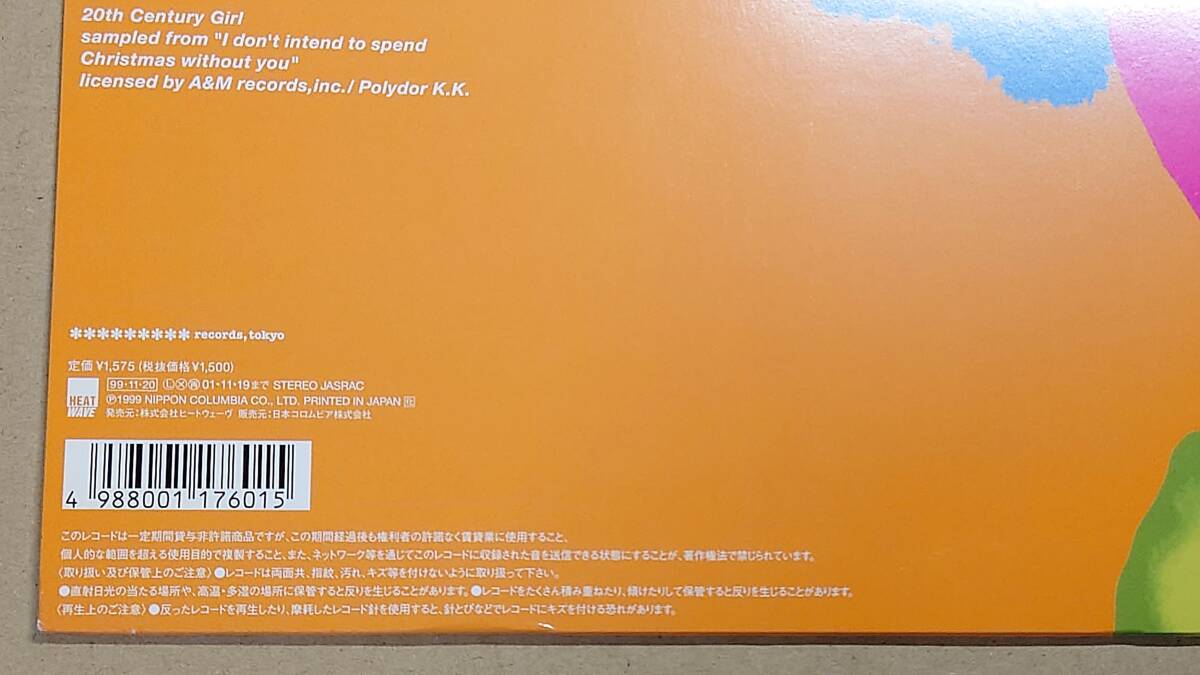 20th Century Girl
sampled from "I don't intend to spend
Christmas without you"
licensed by A&M records,inc./ Polydor K.K.
********* records,tokyo
定価 ¥1,575 (税抜価格¥1,500)
HEAT WAVE
99・11・20 01・11・19まで STEREO JASRAC
Ⓟ1999 NIPPON COLUMBIA CO., LTD. PRINTED IN JAPAN
発売元:株式会社ヒートウェーヴ 販売元:日本コロムビア株式会社
4 988001 176015
このレコードは一定期間貸与非許諾商品ですが、この期間経過後も権利者の許諾なく賃貸業に使用すること、
個人的な範囲を超える使用目的で複製すること、また、ネットワーク等を通じてこのレコードに収録された音を送信できる状態にすることが、著作権法で禁じられています。
〈取り扱い及び保管上のご注意〉●レコードは両面共、指紋、汚れ、キズ等を付けないように取り扱って下さい。
●直射日光の当たる場所や、高温・多湿の場所に保管すると反りを生じることがあります。●レコードをたくさん積み重ねたり、傾けたりして保管すると反りを生じることがあります。
〈再生上のご注意〉●反ったレコードを再生したり、摩耗したレコード針を使用すると、針とびなどでレコードにキズを付ける恐れがあります。